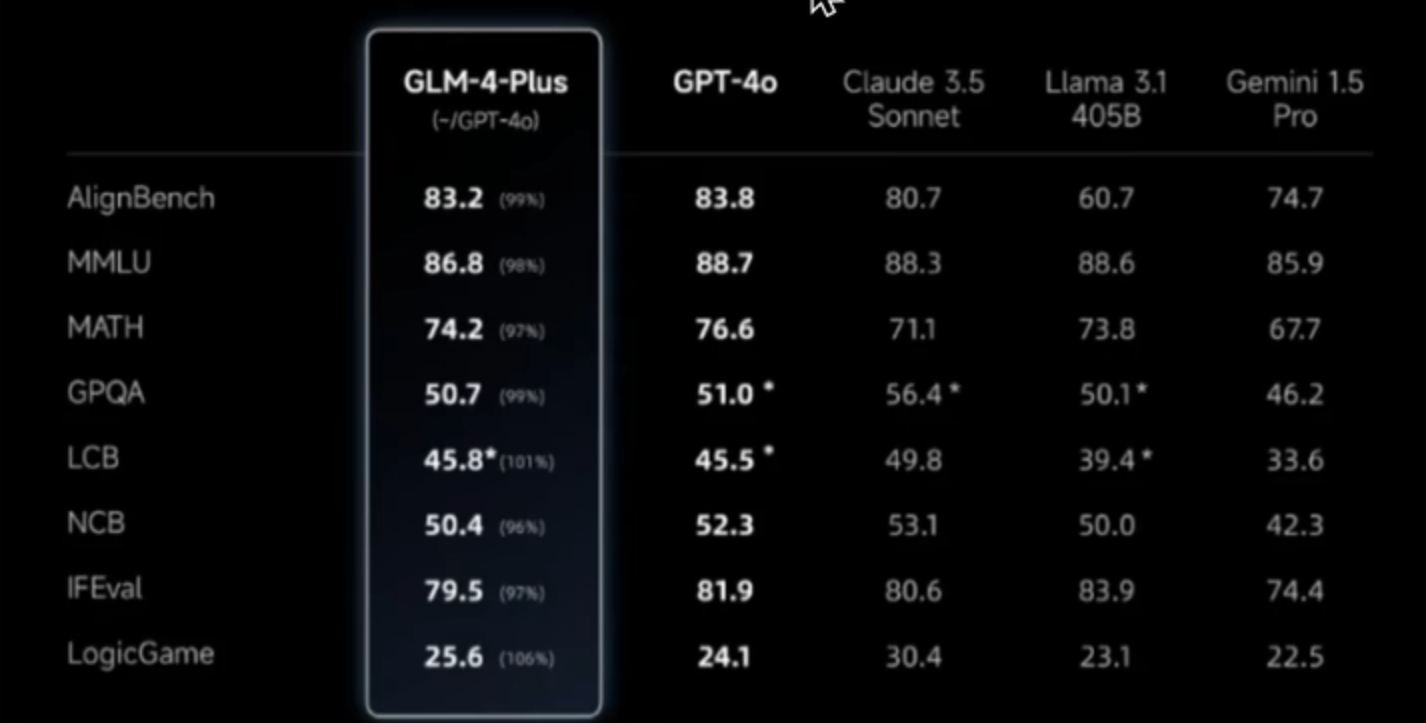 GLM-4-Plus GPT-4o Claude 3.5 Llama 3.1 Gemini 1.5
(-/GPT-4o) Sonnet 405B Pro
AlignBench 83.2 (99%) 83.8 80.7 60.7 74.7
MMLU 86.8 (98%) 88.7 88.3 88.6 85.9
MATH 74.2 (97%) 76.6 71.1 73.8 67.7
GPQA 50.7 (99%) 51.0 * 56.4 * 50.1 * 46.2
LCB 45.8* (101%) 45.5 * 49.8 39.4 * 33.6
NCB 50.4 (96%) 52.3 53.1 50.0 42.3
IFEval 79.5 (97%) 81.9 80.6 83.9 74.4
LogicGame 25.6 (106%) 24.1 30.4 23.1 22.5